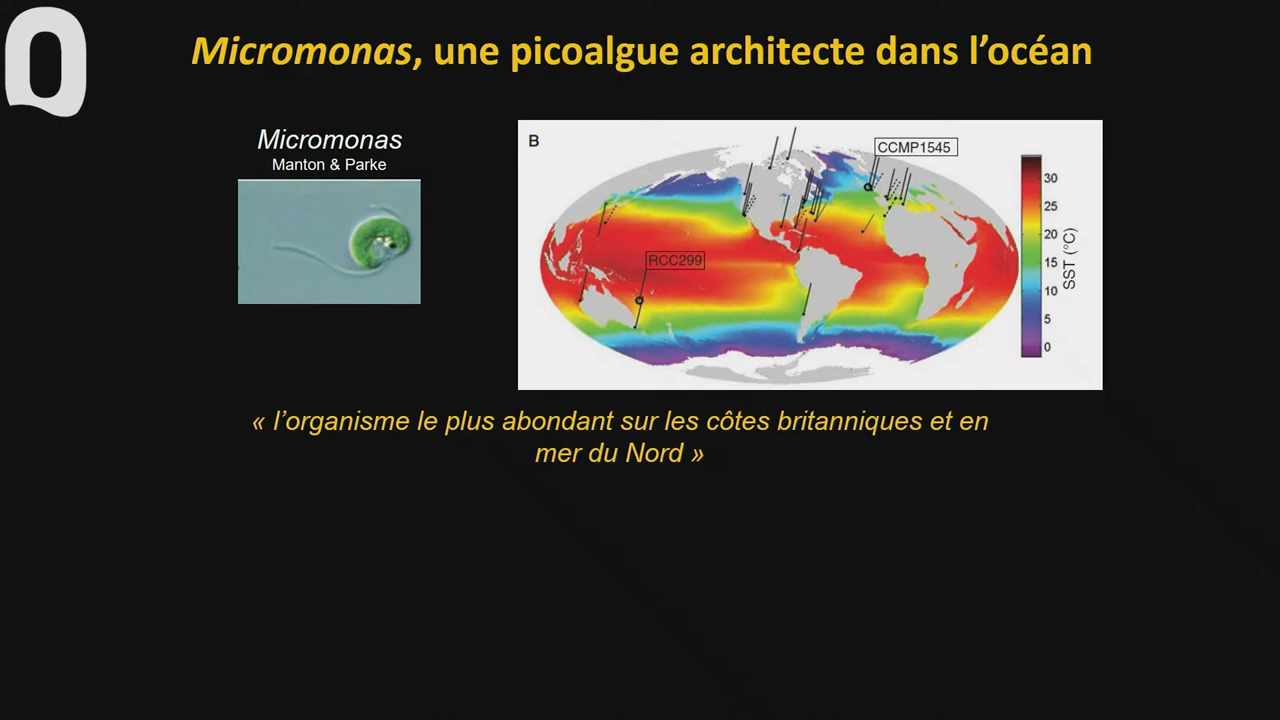 Q
Micromonas, une picoalgue architecte dans l’océan
Micromonas
Manton & Parke
B
CCMP1545
RCC299
30
25
20
15
10
5
0
SST (°C)
« l’organisme le plus abondant sur les côtes britanniques et en
mer du Nord »